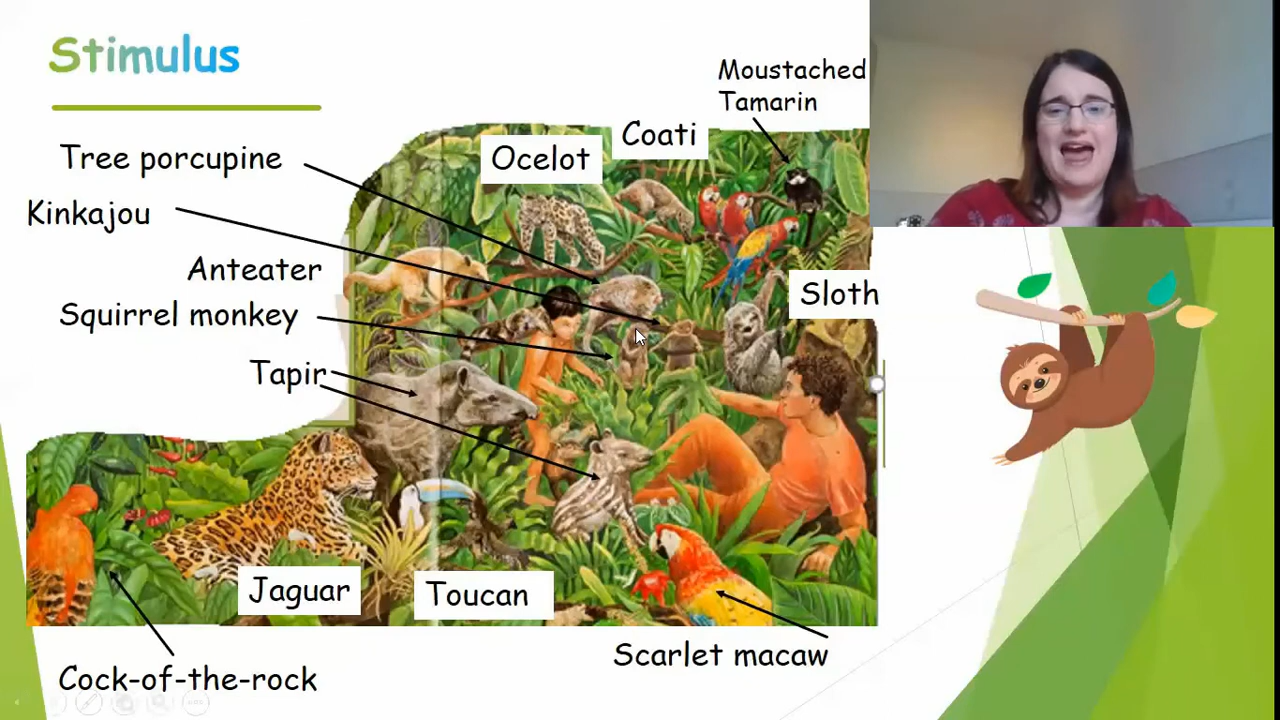 Stimulus
Moustached
Tamarin
Coati
Tree porcupine
Ocelot
Kinkajou
Anteater
Sloth
Squirrel monkey
Tapir
Jaguar
Toucan
Scarlet macaw
Cock-of-the-rock